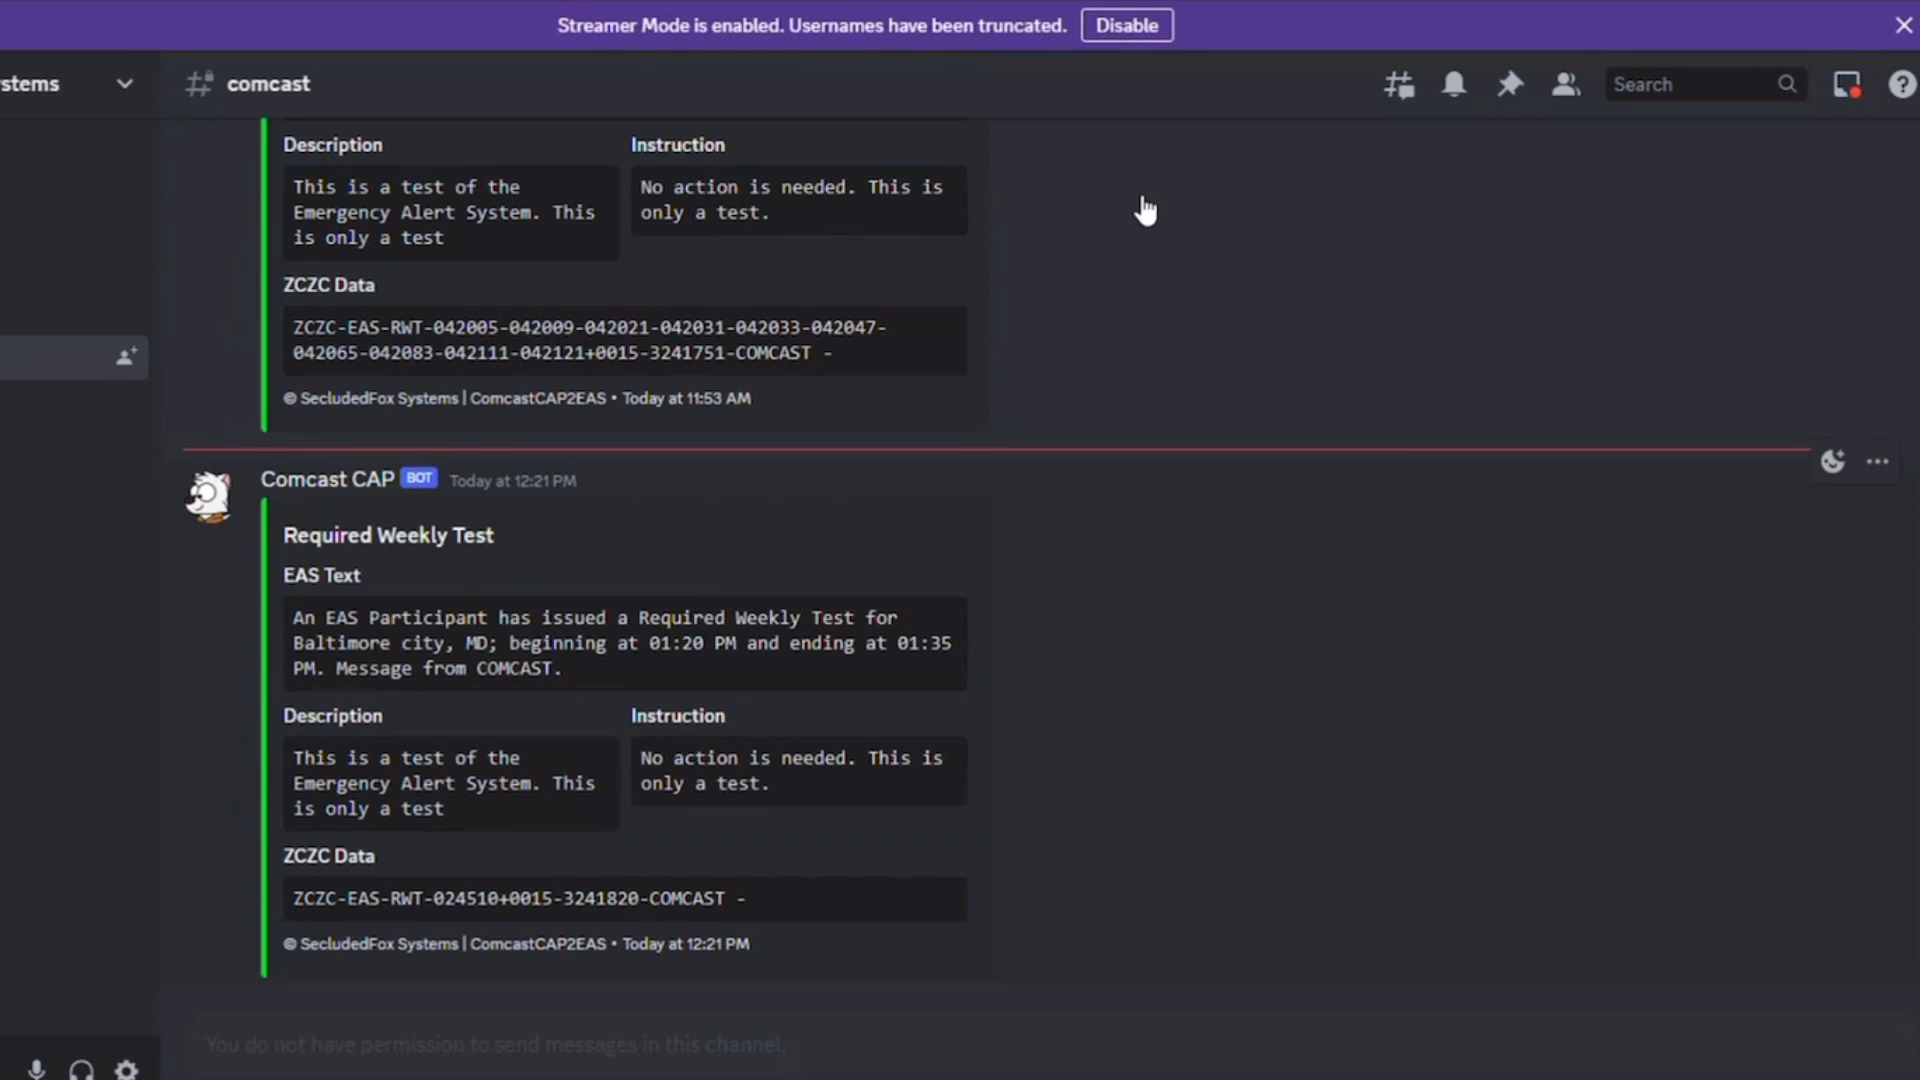 Streamer Mode is enabled. Usernames have been truncated. Disable
stems
comcast
Search
Description Instruction
This is a test of the
Emergency Alert System. This
is only a test
No action is needed. This is
only a test.
ZCZC Data
ZCZC-EAS-RWT-042005-042009-042021-042031-042033-042047-
042065-042083-042111-042121+0015-3241751-COMCAST -
© SecludedFox Systems | ComcastCAP2EAS • Today at 11:53 AM
Comcast CAP BOT Today at 12:21 PM
Required Weekly Test
EAS Text
An EAS Participant has issued a Required Weekly Test for
Baltimore city, MD; beginning at 01:20 PM and ending at 01:35
PM. Message from COMCAST.
Description Instruction
This is a test of the
Emergency Alert System. This
is only a test
No action is needed. This is
only a test.
ZCZC Data
ZCZC-EAS-RWT-024510+0015-3241820-COMCAST -
© SecludedFox Systems | ComcastCAP2EAS • Today at 12:21 PM
You do not have permission to send messages in this channel.